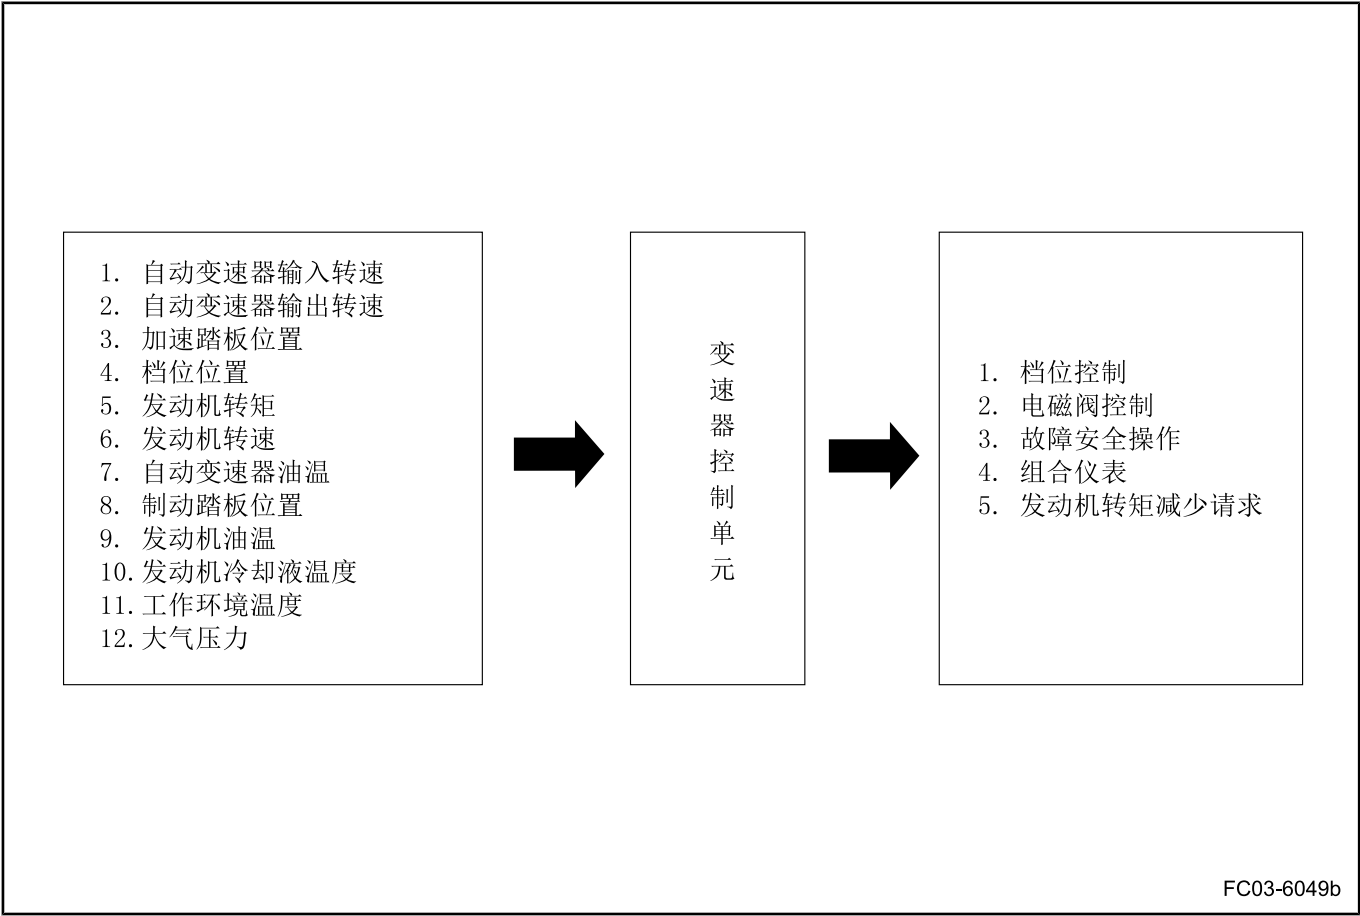 1. 自动变速器输入转速
2. 自动变速器输出转速
3. 加速踏板位置
4. 档位位置
5. 发动机转矩
6. 发动机转速
7. 自动变速器油温
8. 制动踏板位置
9. 发动机油温
10. 发动机冷却液温度
11. 工作环境温度
12. 大气压力
变速器控制单元
1. 档位控制
2. 电磁阀控制
3. 故障安全操作
4. 组合仪表
5. 发动机转矩减少请求
FC03-6049b